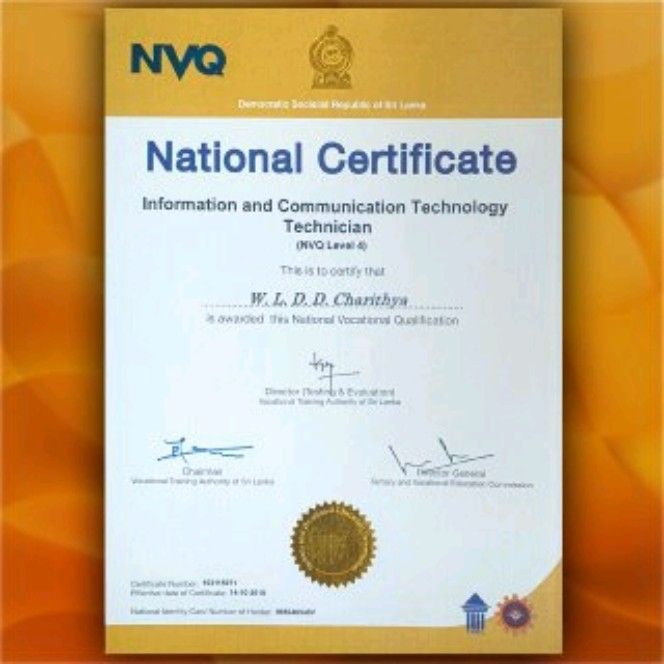 NVQ
Democratic Socialist Republic of Sri Lanka
National Certificate
Information and Communication Technology
Technician
(NVQ Level 4)
This is to certify that
W. L. D. D. Charithya
is awarded this National Vocational Qualification
Director (Testing & Evaluation)
Vocational Training Authority of Sri Lanka
Chairman
Vocational Training Authority of Sri Lanka
Director General
Tertiary and Vocational Education Commission
Certificate Number:
Effective date of Certificate:
National Identity Card Number of Holder: